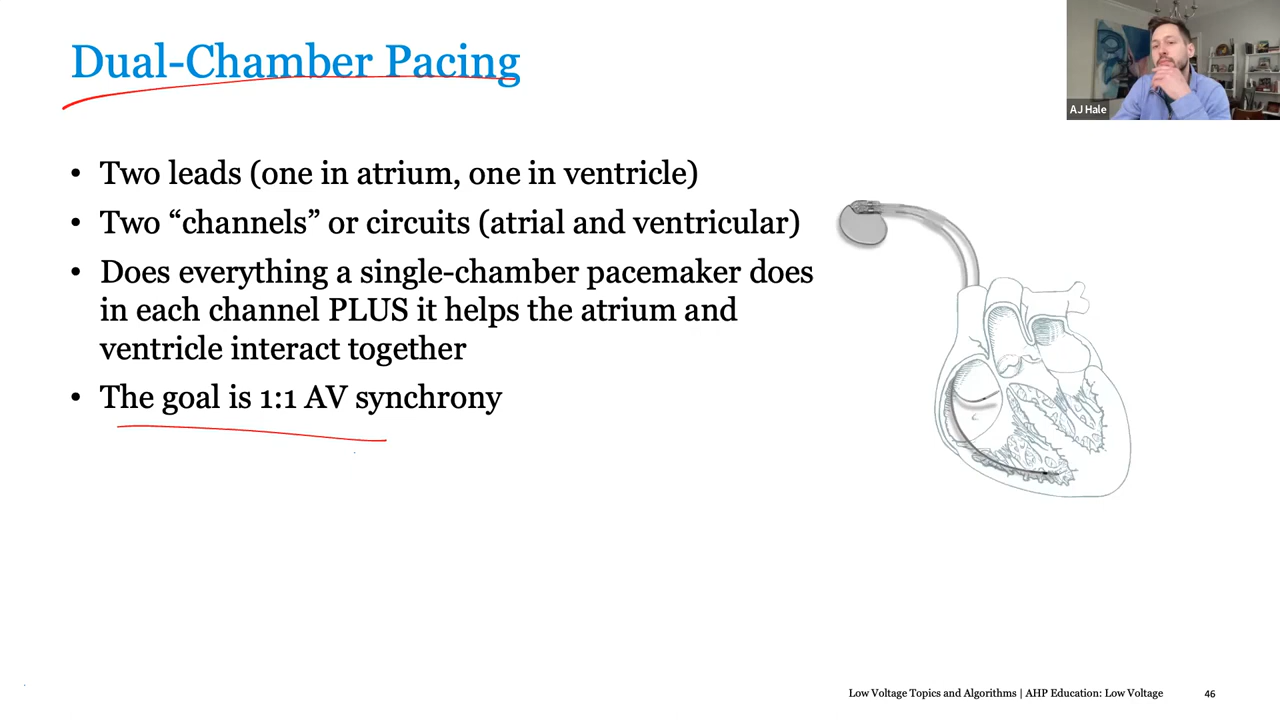 Dual-Chamber Pacing
AJ Hale
• Two leads (one in atrium, one in ventricle)
• Two “channels” or circuits (atrial and ventricular)
• Does everything a single-chamber pacemaker does
in each channel PLUS it helps the atrium and
ventricle interact together
• The goal is 1:1 AV synchrony
Low Voltage Topics and Algorithms | AHP Education: Low Voltage 46